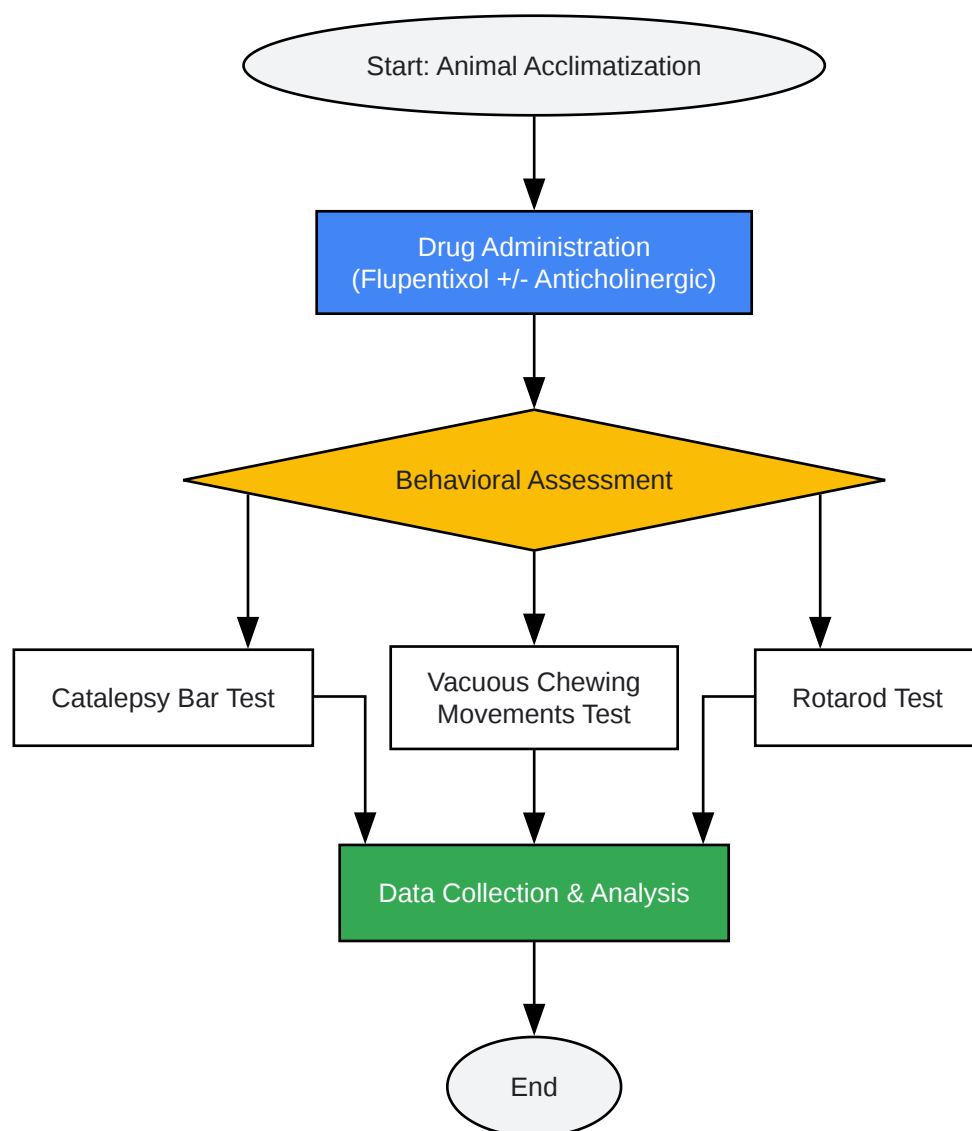 Start: Animal Acclimatization
Drug Administration
(Flupentixol +/- Anticholinergic)
Behavioral Assessment
Catalepsy Bar Test
Vacuous Chewing
Movements Test
Rotarod Test
Data Collection & Analysis
End